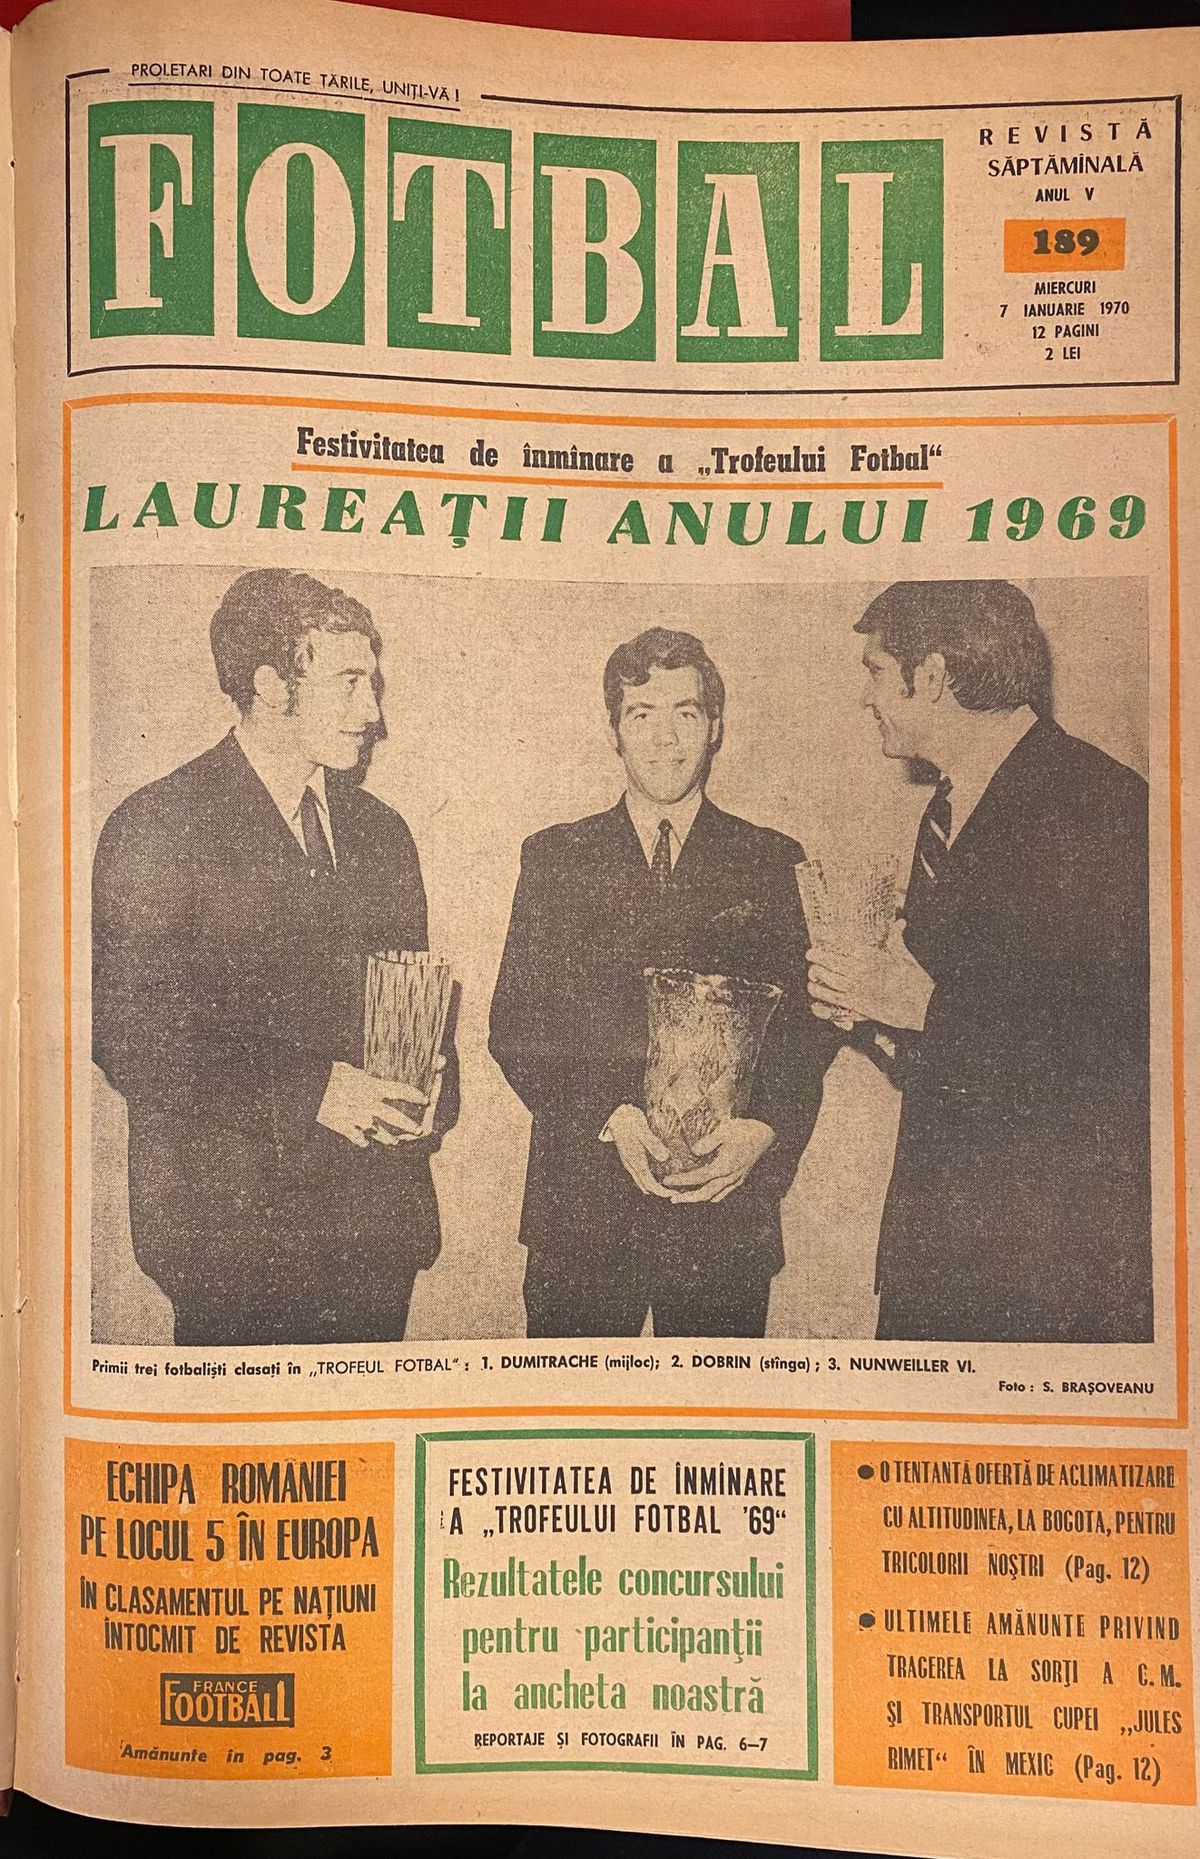 PROLETARI DIN TOATE ȚĂRILE, UNIȚI-VĂ !
FOTBAL
REVISTĂ
SĂPTĂMÎNALĂ
ANUL V
189
MIERCURI
7 IANUARIE 1970
12 PAGINI
2 LEI
Festivitatea de înmînare a „Trofeului Fotbal“
LAUREAȚII ANULUI 1969
Primii trei fotbaliști clasați în „TROFEUL FOTBAL“ : 1. DUMITRACHE (mijloc); 2. DOBRIN (stînga) ; 3. NUNWEILLER VI.
Foto : S. BRAȘOVEANU
ECHIPA ROMÂNIEI
PE LOCUL 5 ÎN EUROPA
ÎN CLASAMENTUL PE NAȚIUNI
ÎNTOCMIT DE REVISTA
FRANCE
FOOTBALL
Amănunte în pag. 3
FESTIVITATEA DE ÎNMÎNARE
A „TROFEULUI FOTBAL '69“
Rezultatele concursului
pentru participanții
la ancheta noastră
REPORTAJE ȘI FOTOGRAFII ÎN PAG. 6—7
● O TENTANTĂ OFERTĂ DE ACLIMATIZARE
CU ALTITUDINEA, LA BOGOTA, PENTRU
TRICOLORII NOȘTRI (Pag. 12)
● ULTIMELE AMĂNUNTE PRIVIND
TRAGEREA LA SORȚI A C. M.
ȘI TRANSPORTUL CUPEI „JULES
RIMET“ ÎN MEXIC (Pag. 12)